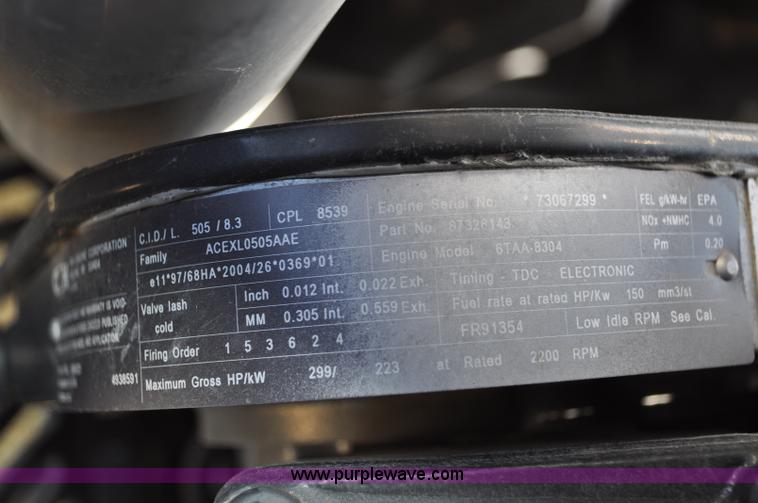 CORPORATION
C.I.D./ L. 505 / 8.3 CPL 8539
Family ACEXL0505AAE
e11*97/68HA*2004/26*0369*01
Valve lash cold Inch 0.012 Int. 0.022 Exh.
MM 0.305 Int. 0.559 Exh.
Firing Order 1 5 3 6 2 4
4938591
Maximum Gross HP/kW 299/ 223 at Rated 2200 RPM
Engine Serial No. * 73067299 *
Part No. 87326143
Engine Model 6TAA-8304
Timing - TDC ELECTRONIC
Fuel rate at rated HP/Kw 150 mm3/st
FR91354 Low Idle RPM See Cal.
FEL g/kW-hr EPA
NOx +NMHC 4.0
Pm 0.20
www.purplewave.com